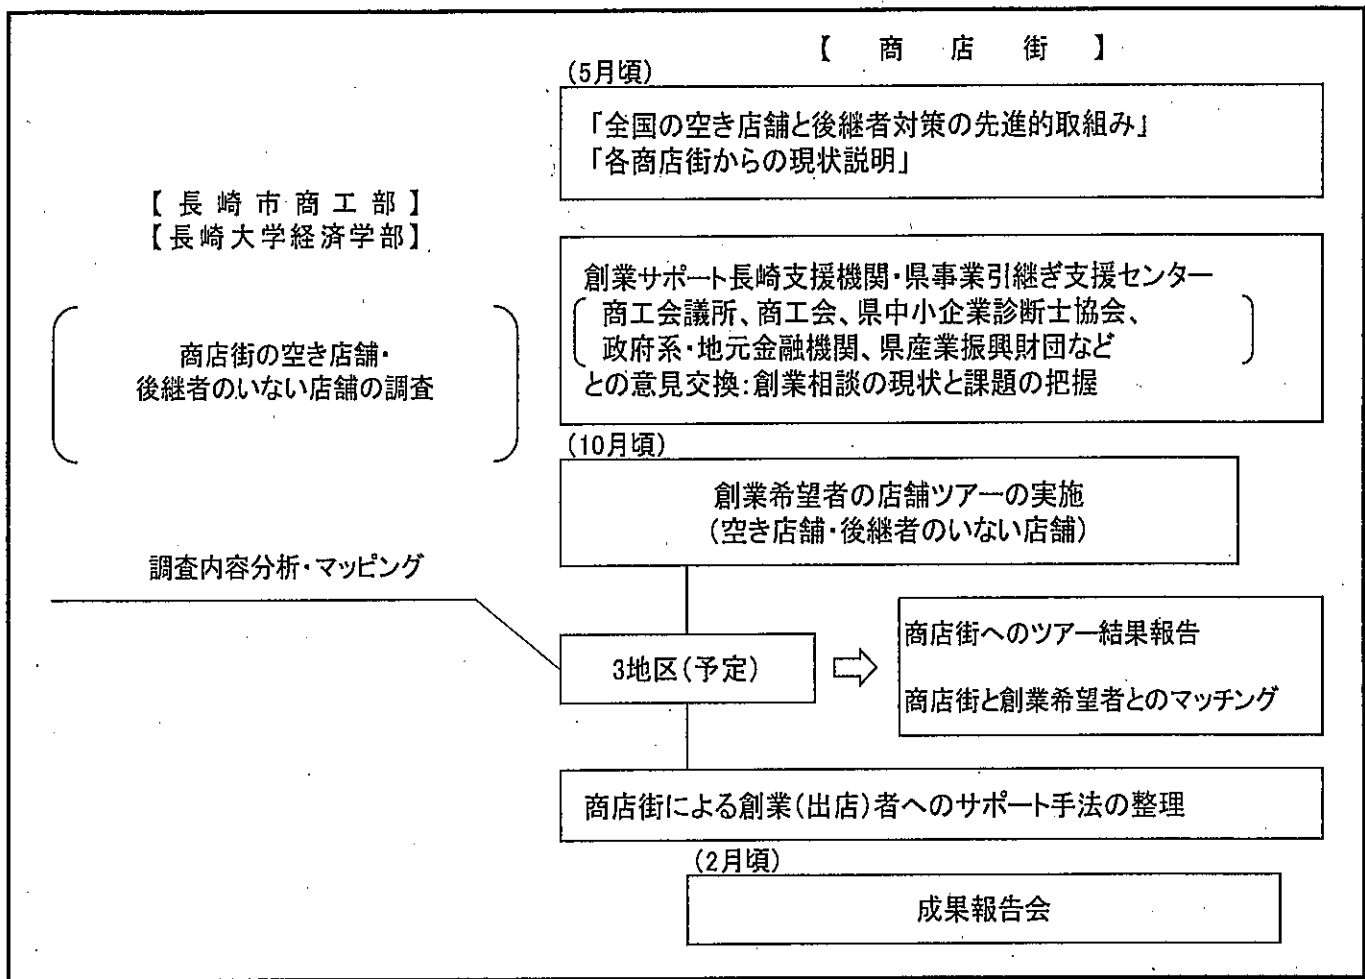 【 商 店 街 】
(5月頃)
「全国の空き店舗と後継者対策の先進的取組み」
「各商店街からの現状説明」
【長崎市商工部】
【長崎大学経済学部】
商店街の空き店舗・
後継者のいない店舗の調査
調査内容分析・マッピング
創業サポート長崎支援機関・県事業引継ぎ支援センター
商工会議所、商工会、県中小企業診断士協会、
政府系・地元金融機関、県産業振興財団など
との意見交換:創業相談の現状と課題の把握
(10月頃)
創業希望者の店舗ツアーの実施
(空き店舗・後継者のいない店舗)
3地区(予定)
商店街へのツアー結果報告
商店街と創業希望者とのマッチング
商店街による創業(出店)者へのサポート手法の整理
(2月頃)
成果報告会